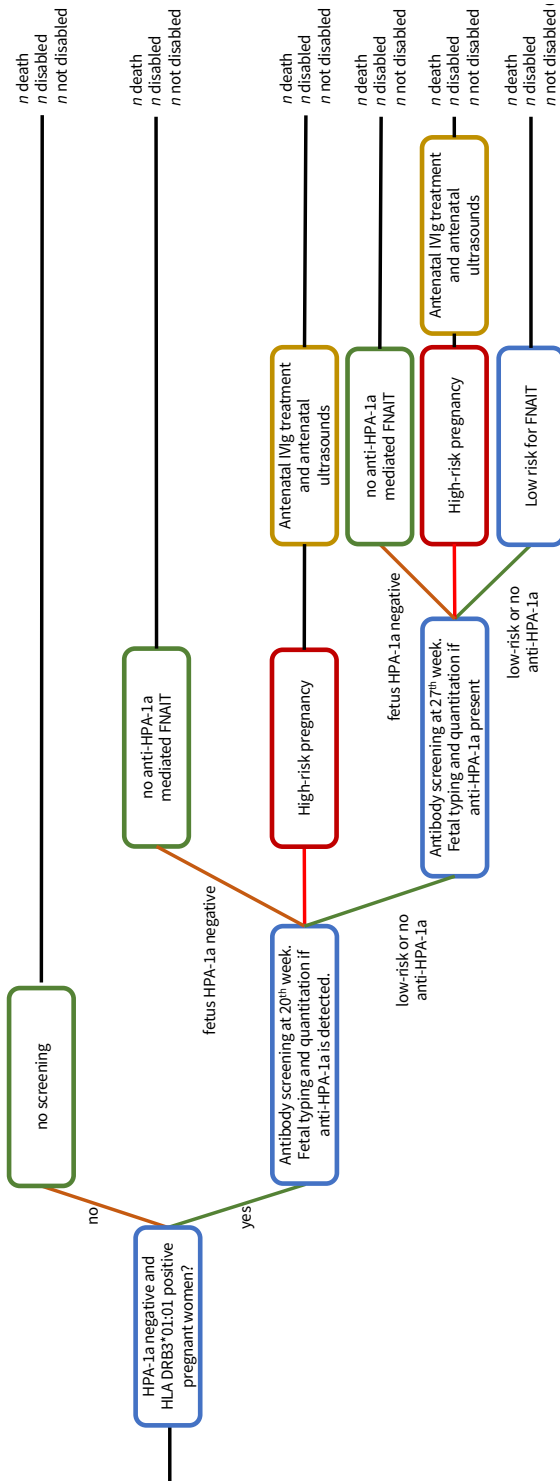 HPA-1a negative and
HLA DRB3*01:01 positive
pregnant women?
no
yes
no screening
n death
n disabled
n not disabled
Antibody screening at 20th week.
Fetal typing and quantitation if
anti-HPA-1a is detected.
fetus HPA-1a negative
no anti-HPA-1a
mediated FNAIT
n death
n disabled
n not disabled
High-risk pregnancy
Antenatal IVIg treatment
and antenatal
ultrasounds
n death
n disabled
n not disabled
low-risk or no
anti-HPA-1a
Antibody screening at 27th week.
Fetal typing and quantitation if
anti-HPA-1a present
fetus HPA-1a negative
no anti-HPA-1a
mediated FNAIT
n death
n disabled
n not disabled
High-risk pregnancy
Antenatal IVIg treatment
and antenatal
ultrasounds
n death
n disabled
n not disabled
low-risk or no
anti-HPA-1a
Low risk for FNAIT
n death
n disabled
n not disabled